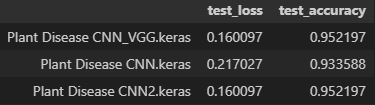 test_loss test_accuracy
Plant Disease CNN_VGG.keras 0.160097 0.952197
Plant Disease CNN.keras 0.217027 0.933588
Plant Disease CNN2.keras 0.160097 0.952197